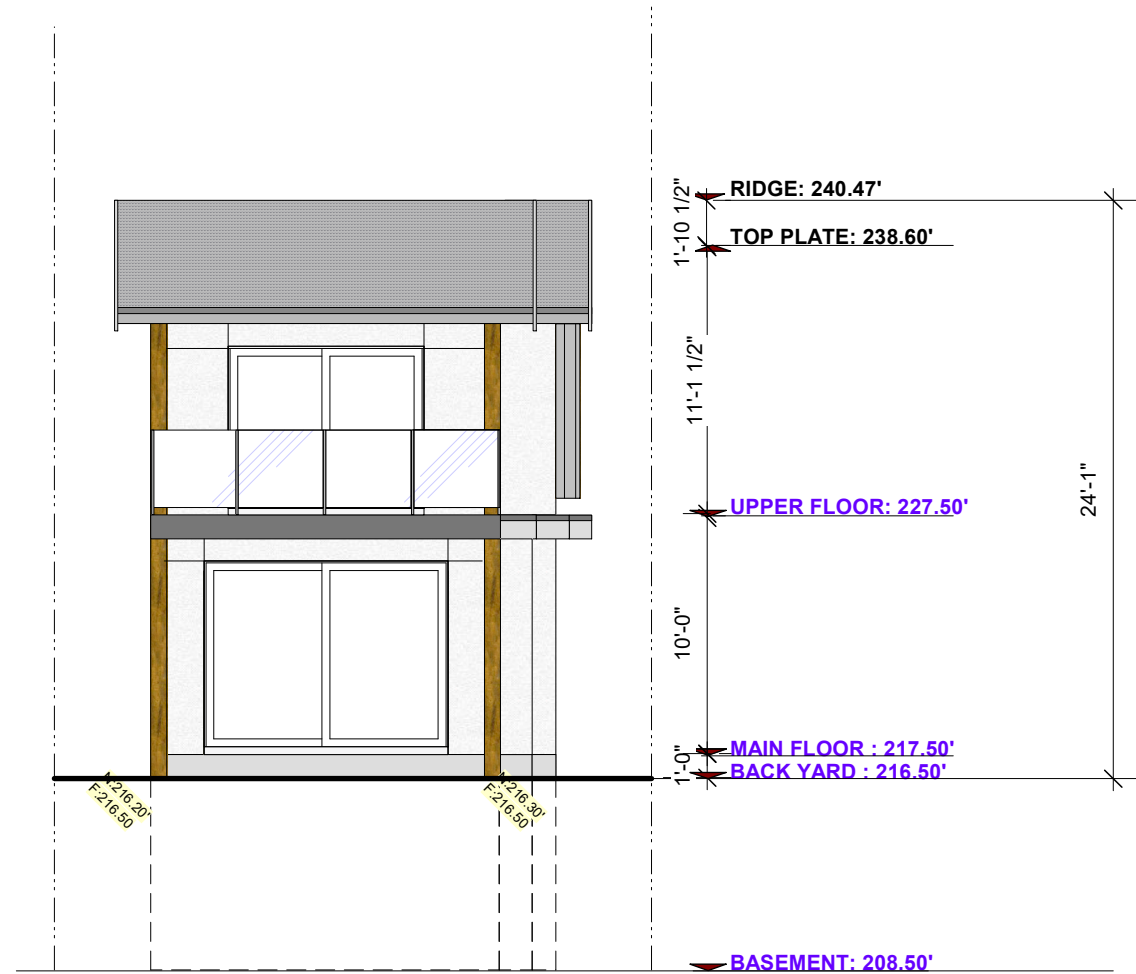 RIDGE: 240.47'
1'-10 1/2"
TOP PLATE: 238.60'
11'-1 1/2"
UPPER FLOOR: 227.50'
24'-1"
10'-0"
MAIN FLOOR : 217.50'
1'-0"
BACK YARD : 216.50'
N:216.20'
F:216.50
N:216.30'
F:216.50
BASEMENT: 208.50'